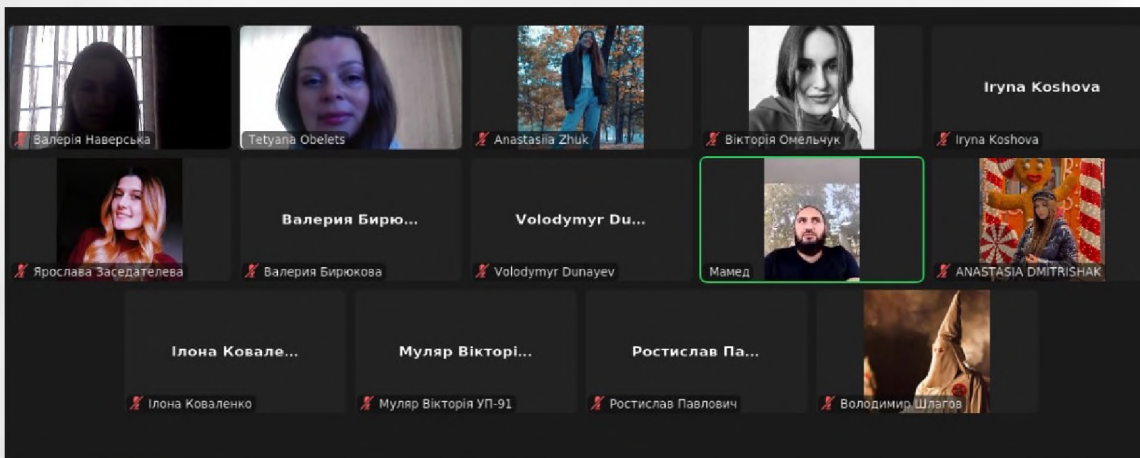 Валерія Наверська
Tetyana Obelets
Anastasiia Zhuk
Вікторія Омельчук
Iryna Koshova
Iryna Koshova
Ярослава Заседателева
Валерия Бирю...
Валерия Бирюкова
Volodymyr Du...
Volodymyr Dunayev
Мамед
ANASTASIA DMITRISHAK
Ілона Ковале...
Ілона Коваленко
Муляр Вікторі...
Муляр Вікторія УП-91
Ростислав Па...
Ростислав Павлович
Володимир Шлагов